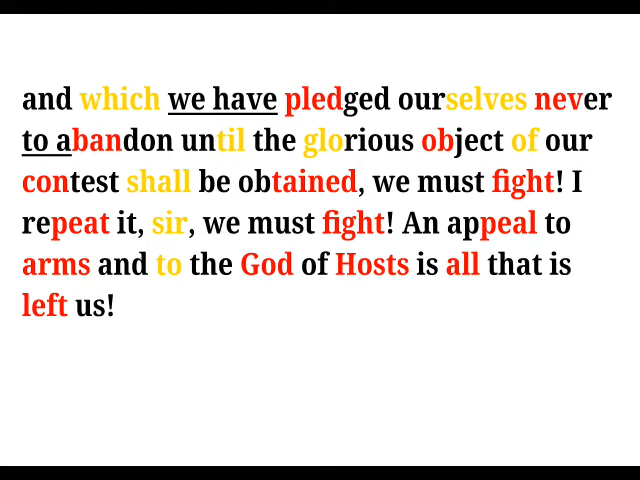 and which we have pledged ourselves never
to abandon until the glorious object of our
contest shall be obtained, we must fight! I
repeat it, sir, we must fight! An appeal to
arms and to the God of Hosts is all that is
left us!